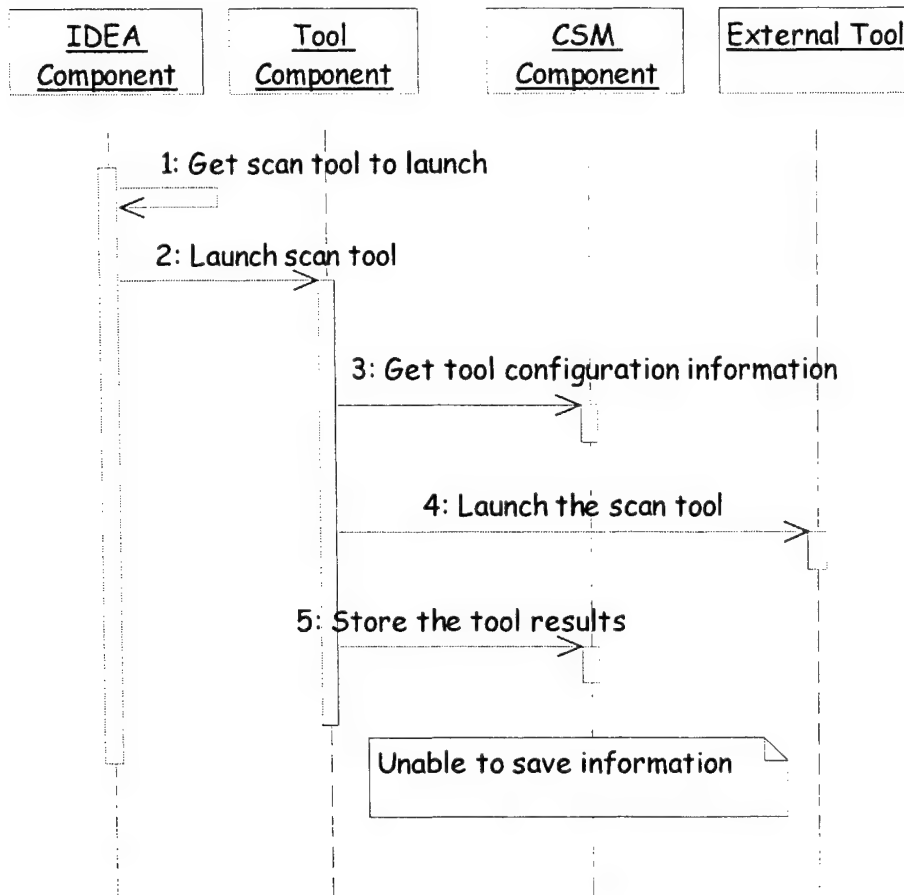 IDEA
Component
Tool
Component
CSM
Component
External Tool
1: Get scan tool to launch
2: Launch scan tool
3: Get tool configuration information
4: Launch the scan tool
5: Store the tool results
Unable to save information